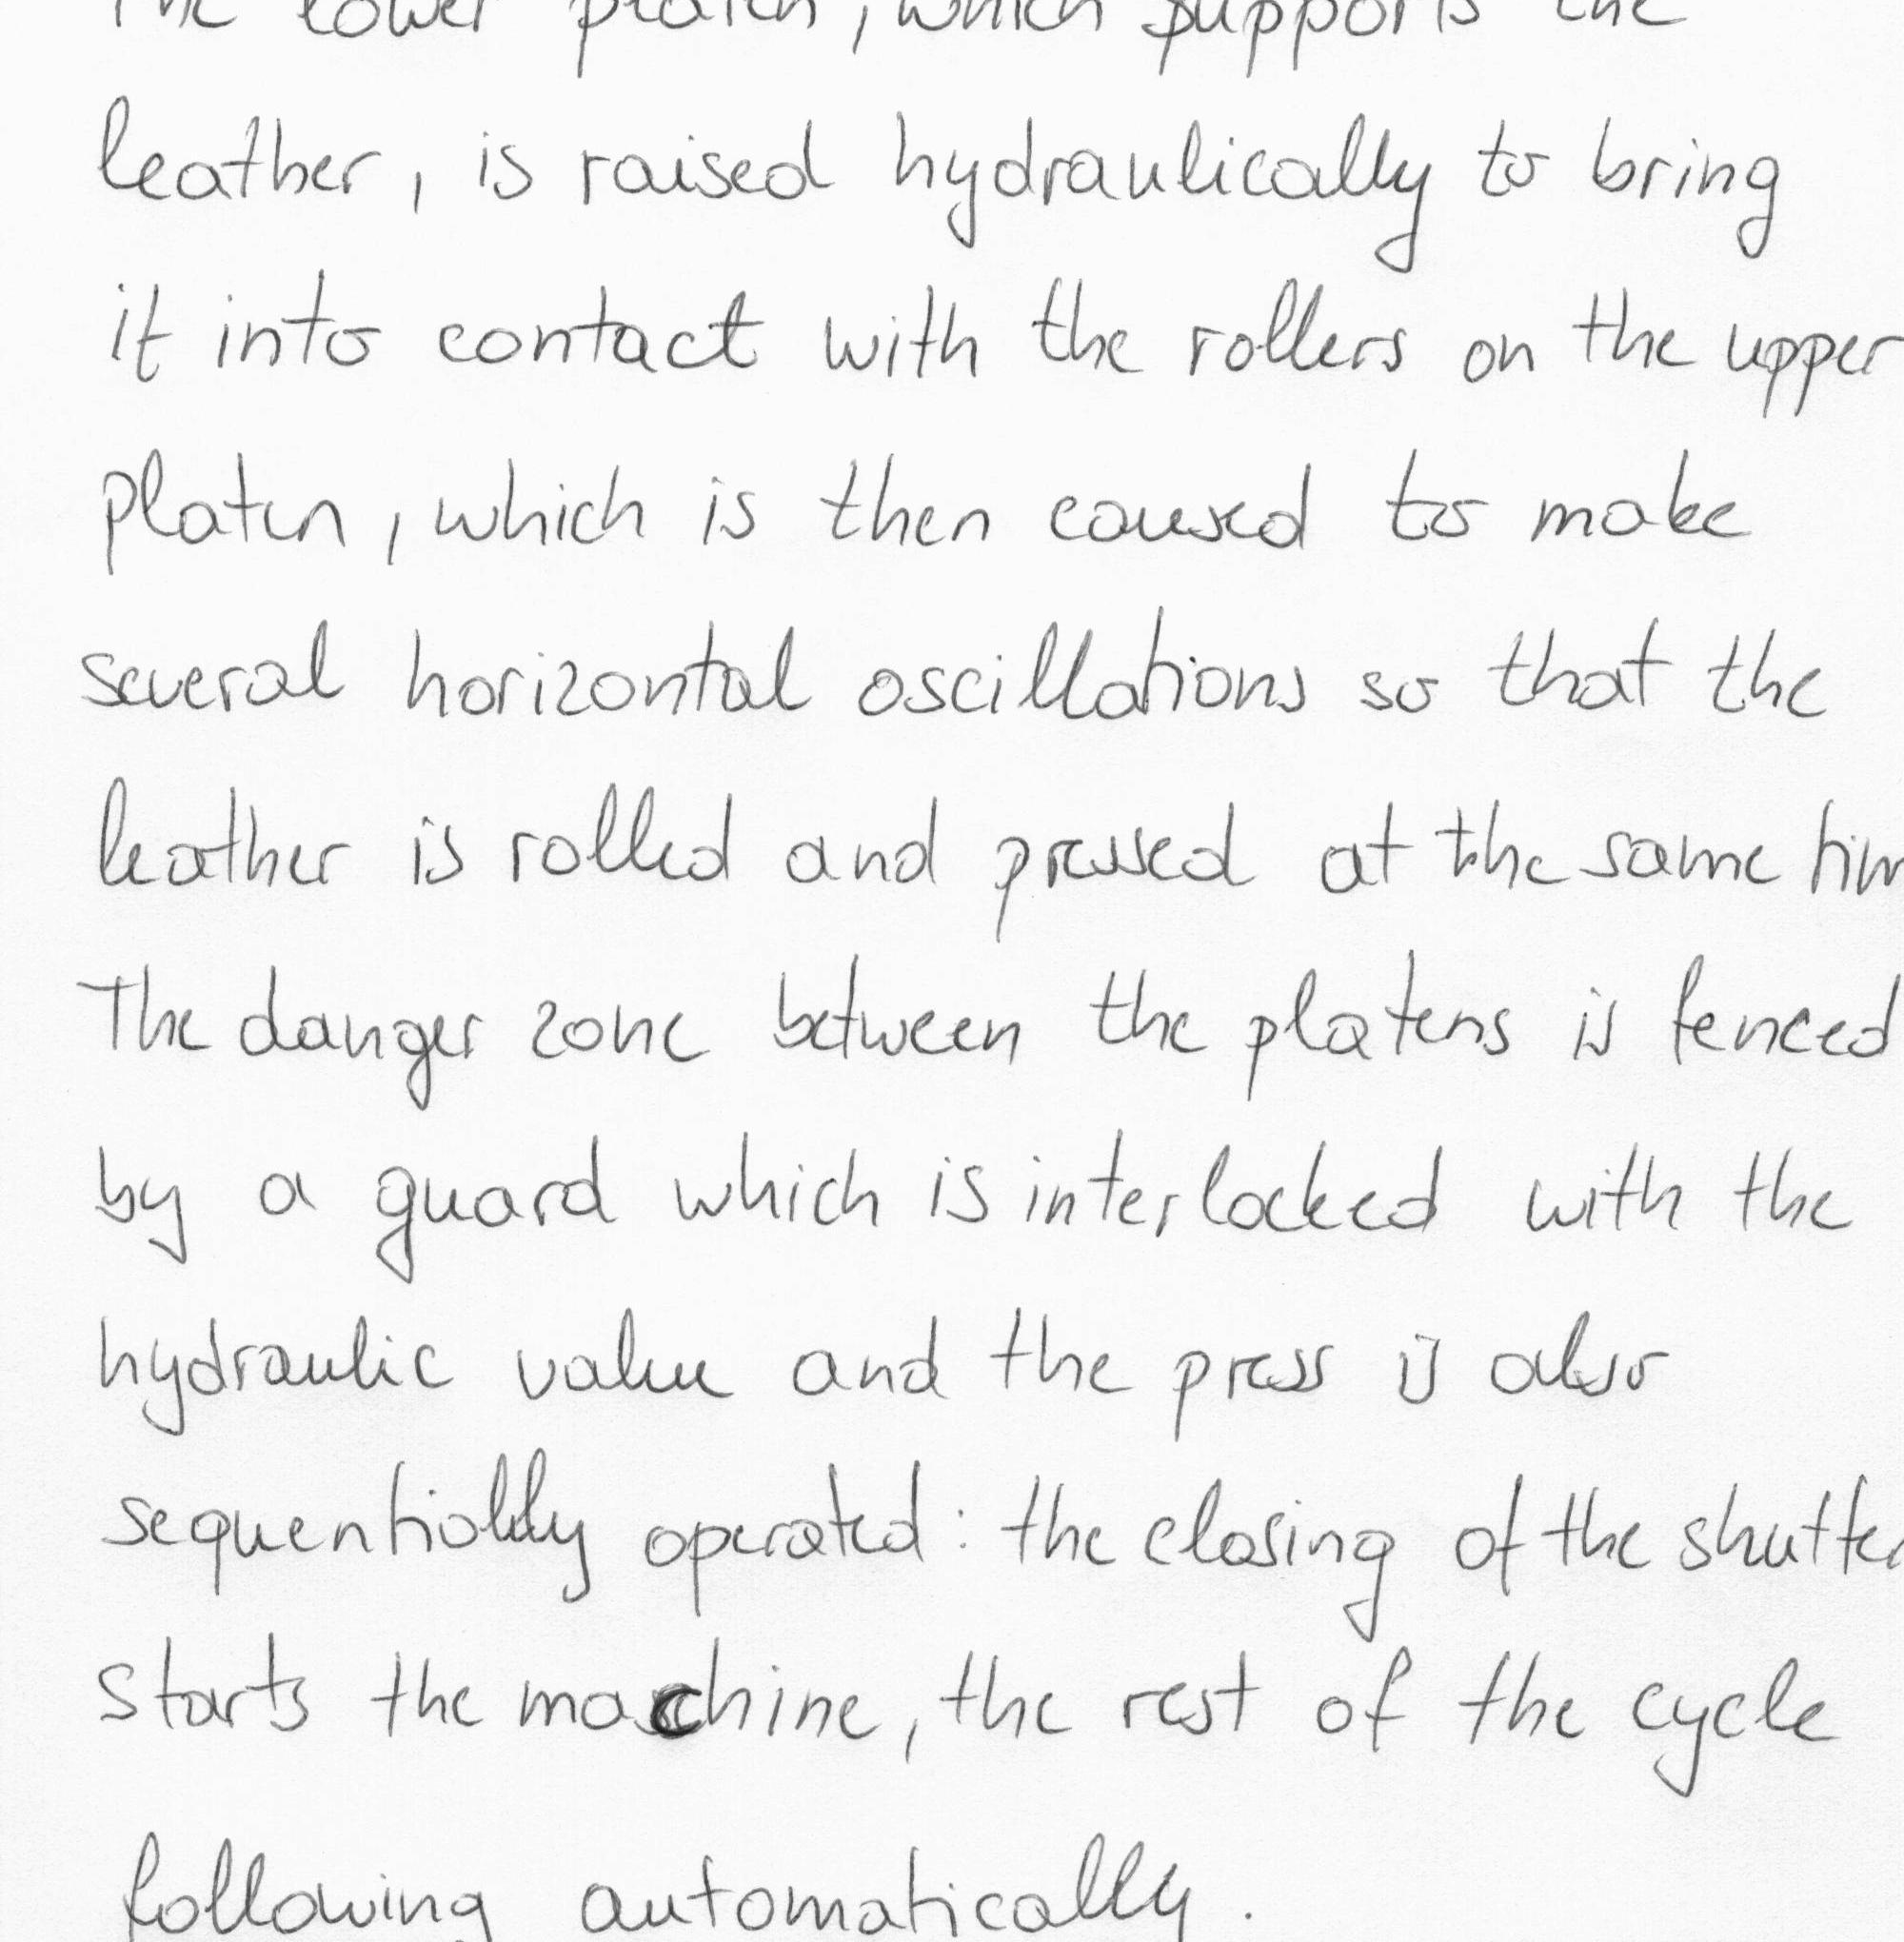 The lower platen, which supports the
leather, is raised hydraulically to bring
it into contact with the rollers on the upper
platen, which is then caused to make
several horizontal oscillations so that the
leather is rolled and pressed at the same tim
The danger zone between the platens is fenced
by a guard which is interlocked with the
hydraulic value and the press is also
sequentially operated: the closing of the shutter
starts the machine, the rest of the cycle
following automatically.